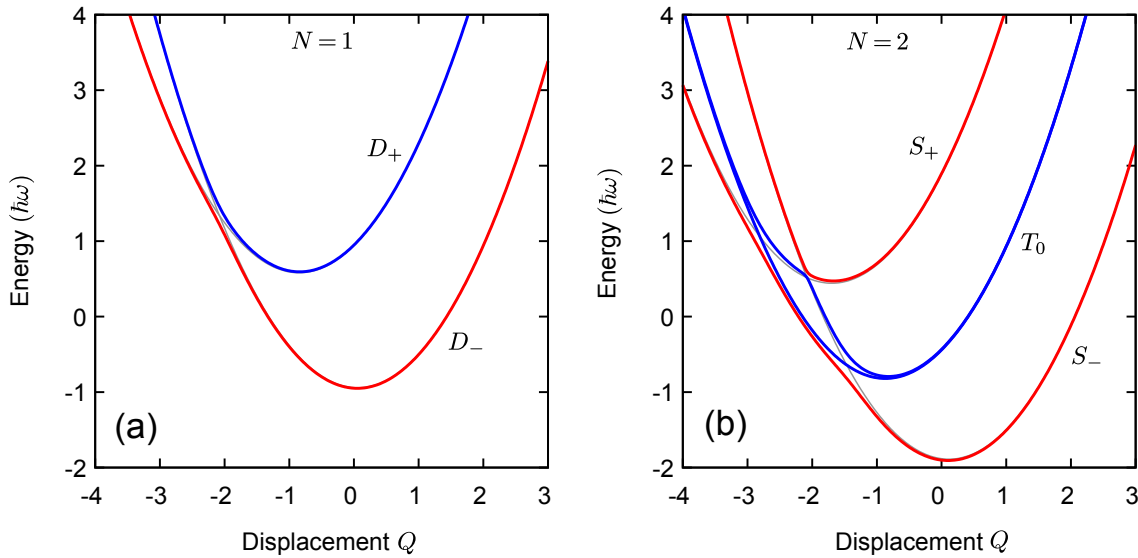 N = 1
D₊
D₋
(a)
4
3
2
1
0
-1
-2
-4
-3
-2
-1
0
1
2
3
Energy (ħω)
Displacement Q
N = 2
S₊
T₀
S₋
(b)
4
3
2
1
0
-1
-2
-4
-3
-2
-1
0
1
2
3
Energy (ħω)
Displacement Q